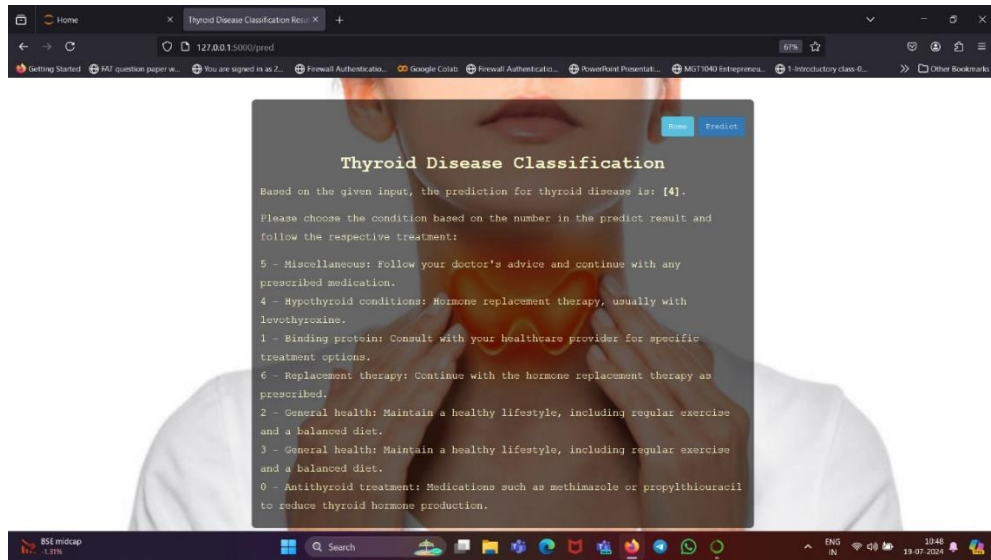 Home
Thyroid Disease Classification Resu
127.0.0.1:5000/pred
67%
Getting Started
FAT question paper w...
You are signed in as 2...
Firewall Authenticatio...
Google Colab
Firewall Authenticatio...
PowerPoint Presentati...
MGT1040 Entrepreneu...
1-Introductory class-0...
Other Bookmarks
Home Predict
Thyroid Disease Classification
Based on the given input, the prediction for thyroid disease is: [4].
Please choose the condition based on the number in the predict result and
follow the respective treatment:
5 - Miscellaneous: Follow your doctor's advice and continue with any
prescribed medication.
4 - Hypothyroid conditions: Hormone replacement therapy, usually with
levothyroxine.
1 - Binding protein: Consult with your healthcare provider for specific
treatment options.
6 - Replacement therapy: Continue with the hormone replacement therapy as
prescribed.
2 - General health: Maintain a healthy lifestyle, including regular exercise
and a balanced diet.
3 - General health: Maintain a healthy lifestyle, including regular exercise
and a balanced diet.
0 - Antithyroid treatment: Medications such as methimazole or propylthiouracil
to reduce thyroid hormone production.
BSE midcap
-1.31%
Search
ENG
IN
10:48
19-07-2024